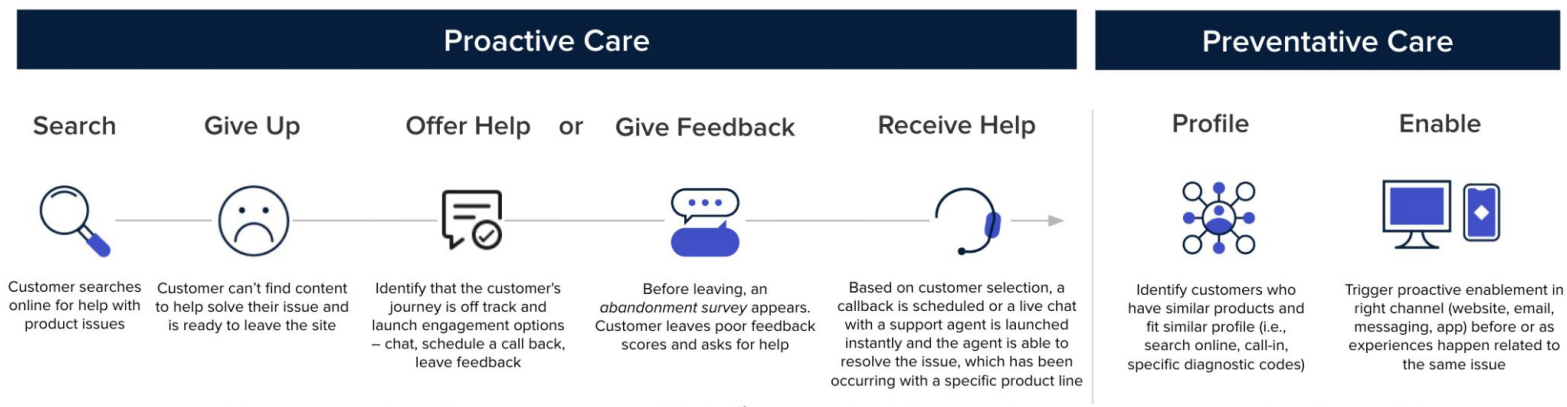 Proactive Care
Preventative Care
Search
Give Up
Offer Help or Give Feedback
Receive Help
Profile
Enable
Customer searches
online for help with
product issues
Customer can't find content
to help solve their issue and
is ready to leave the site
Identify that the customer's
journey is off track and
launch engagement options
– chat, schedule a call back,
leave feedback
Before leaving, an
abandonment survey appears.
Customer leaves poor feedback
scores and asks for help
Based on customer selection, a
callback is scheduled or a live chat
with a support agent is launched
instantly and the agent is able to
resolve the issue, which has been
occurring with a specific product line
Identify customers who
have similar products and
fit similar profile (i.e.,
search online, call-in,
specific diagnostic codes)
Trigger proactive enablement in
right channel (website, email,
messaging, app) before or as
experiences happen related to
the same issue